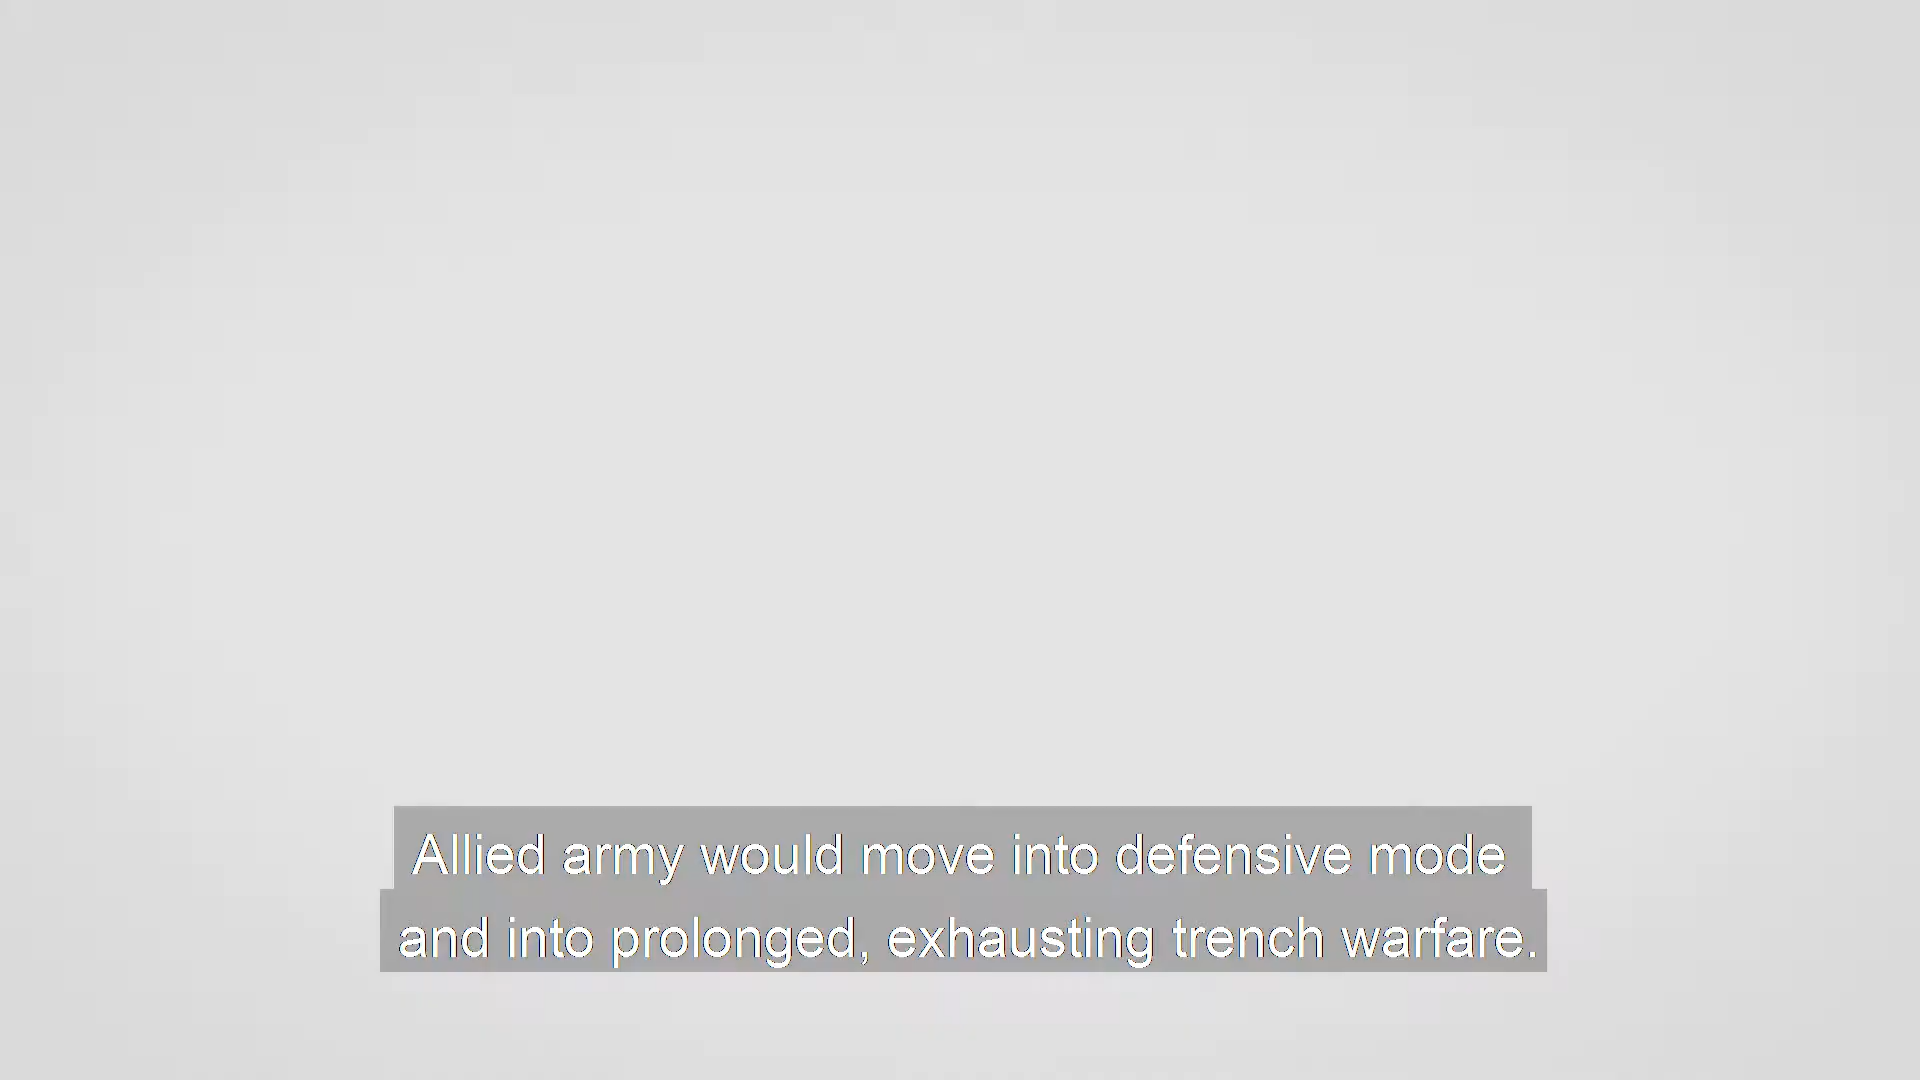 Allied army would move into defensive mode
and into prolonged, exhausting trench warfare.